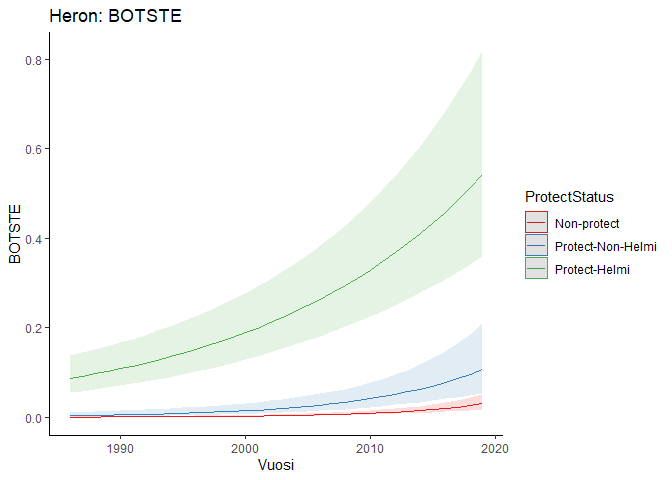 Heron: BOTSTE
BOTSTE
0.8
0.6
0.4
0.2
0.0
1990
2000
2010
2020
Vuosi
ProtectStatus
Non-protect
Protect-Non-Helmi
Protect-Helmi